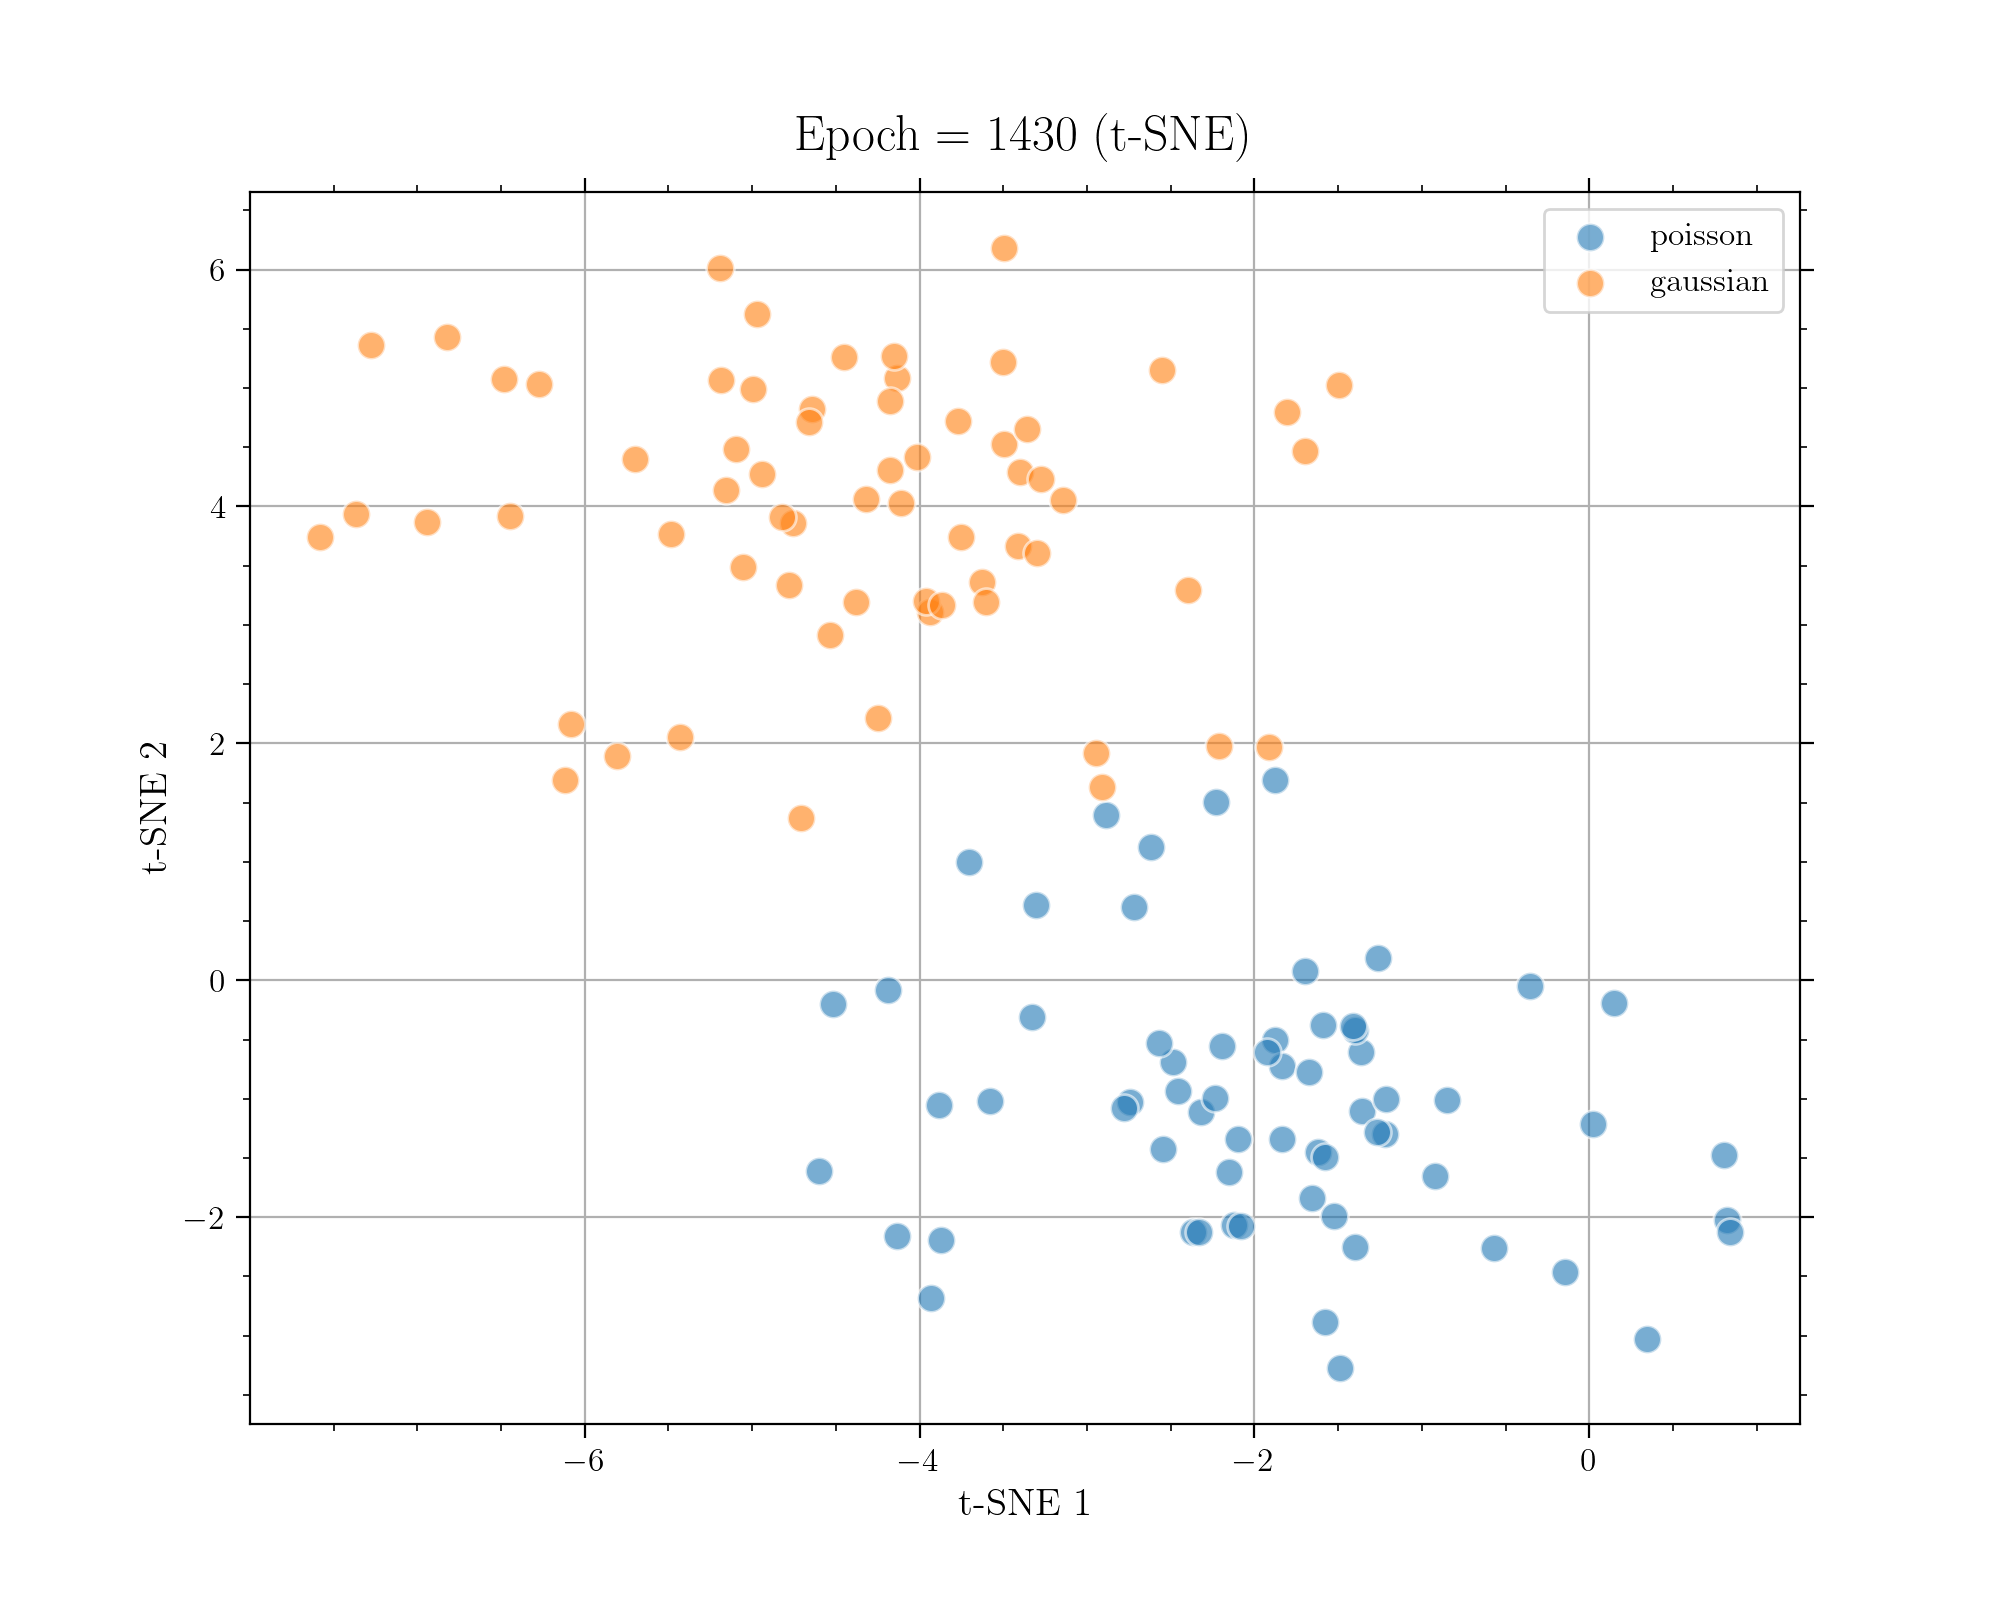 Epoch = 1430 (t-SNE)
poisson
gaussian
6
4
2
0
−2
t-SNE 2
−6
−4
−2
0
t-SNE 1